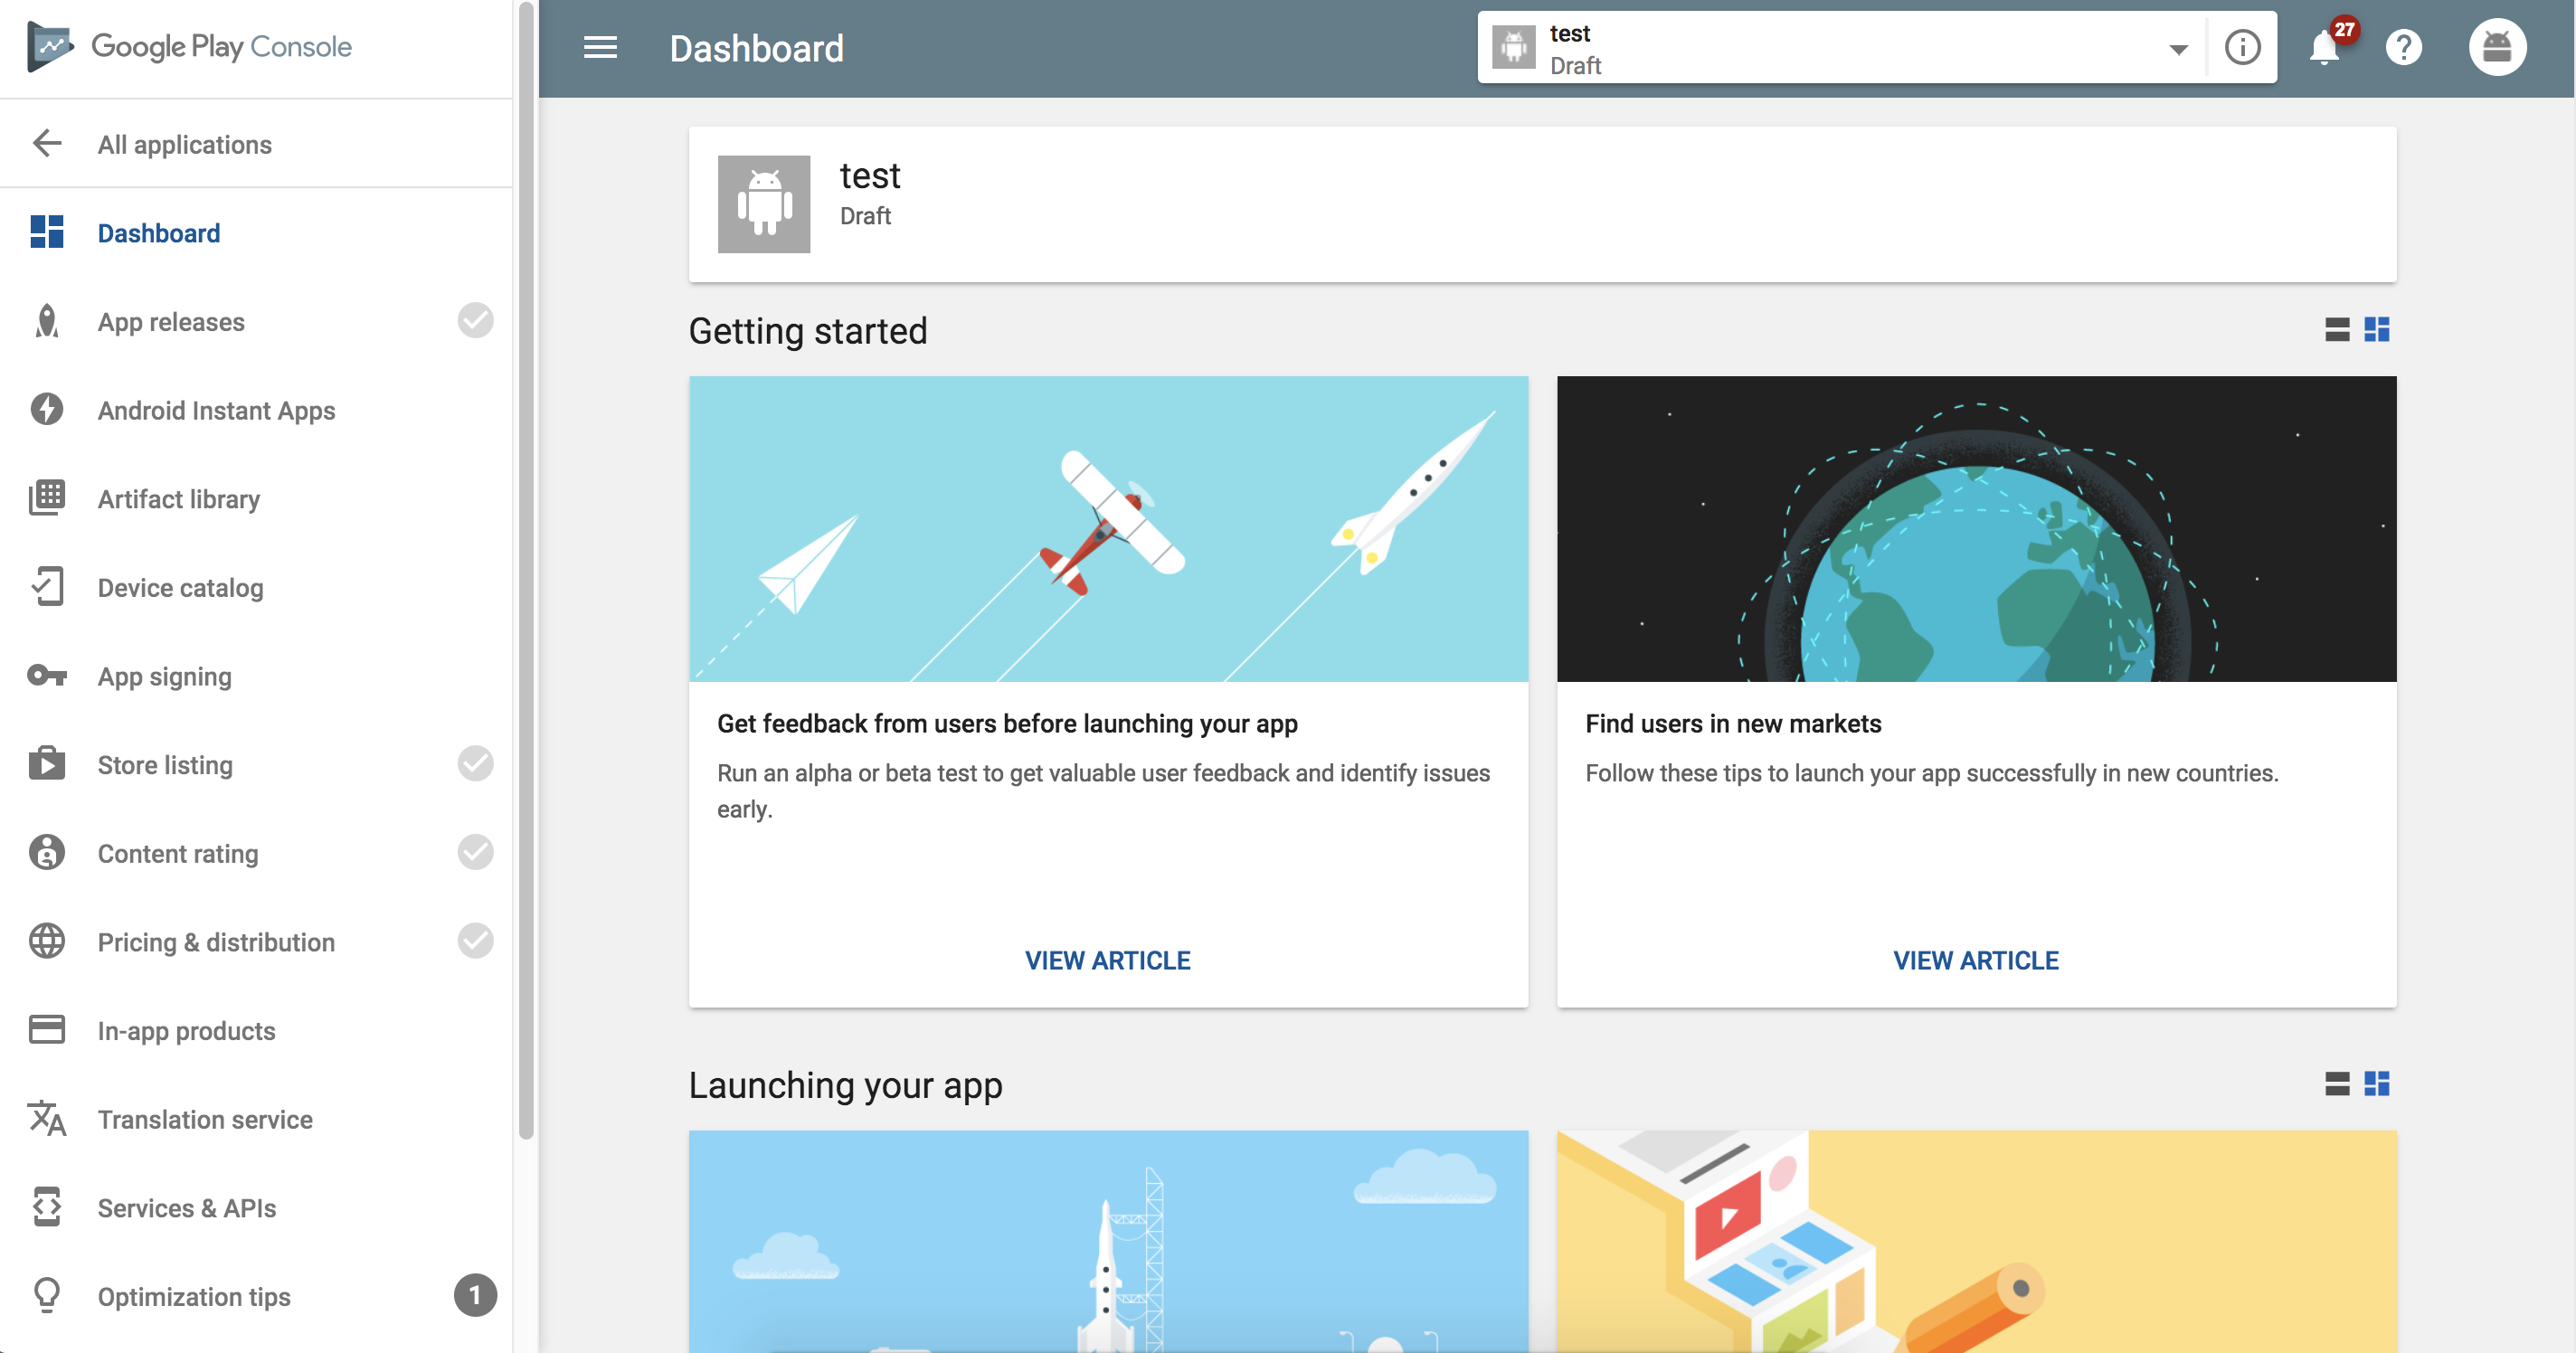 Google Play Console
All applications
Dashboard
App releases
Android Instant Apps
Artifact library
Device catalog
App signing
Store listing
Content rating
Pricing & distribution
In-app products
Translation service
Services & APIs
Optimization tips
1
Dashboard
test
Draft
27
test
Draft
Getting started
Get feedback from users before launching your app
Run an alpha or beta test to get valuable user feedback and identify issues
early.
VIEW ARTICLE
Find users in new markets
Follow these tips to launch your app successfully in new countries.
VIEW ARTICLE
Launching your app